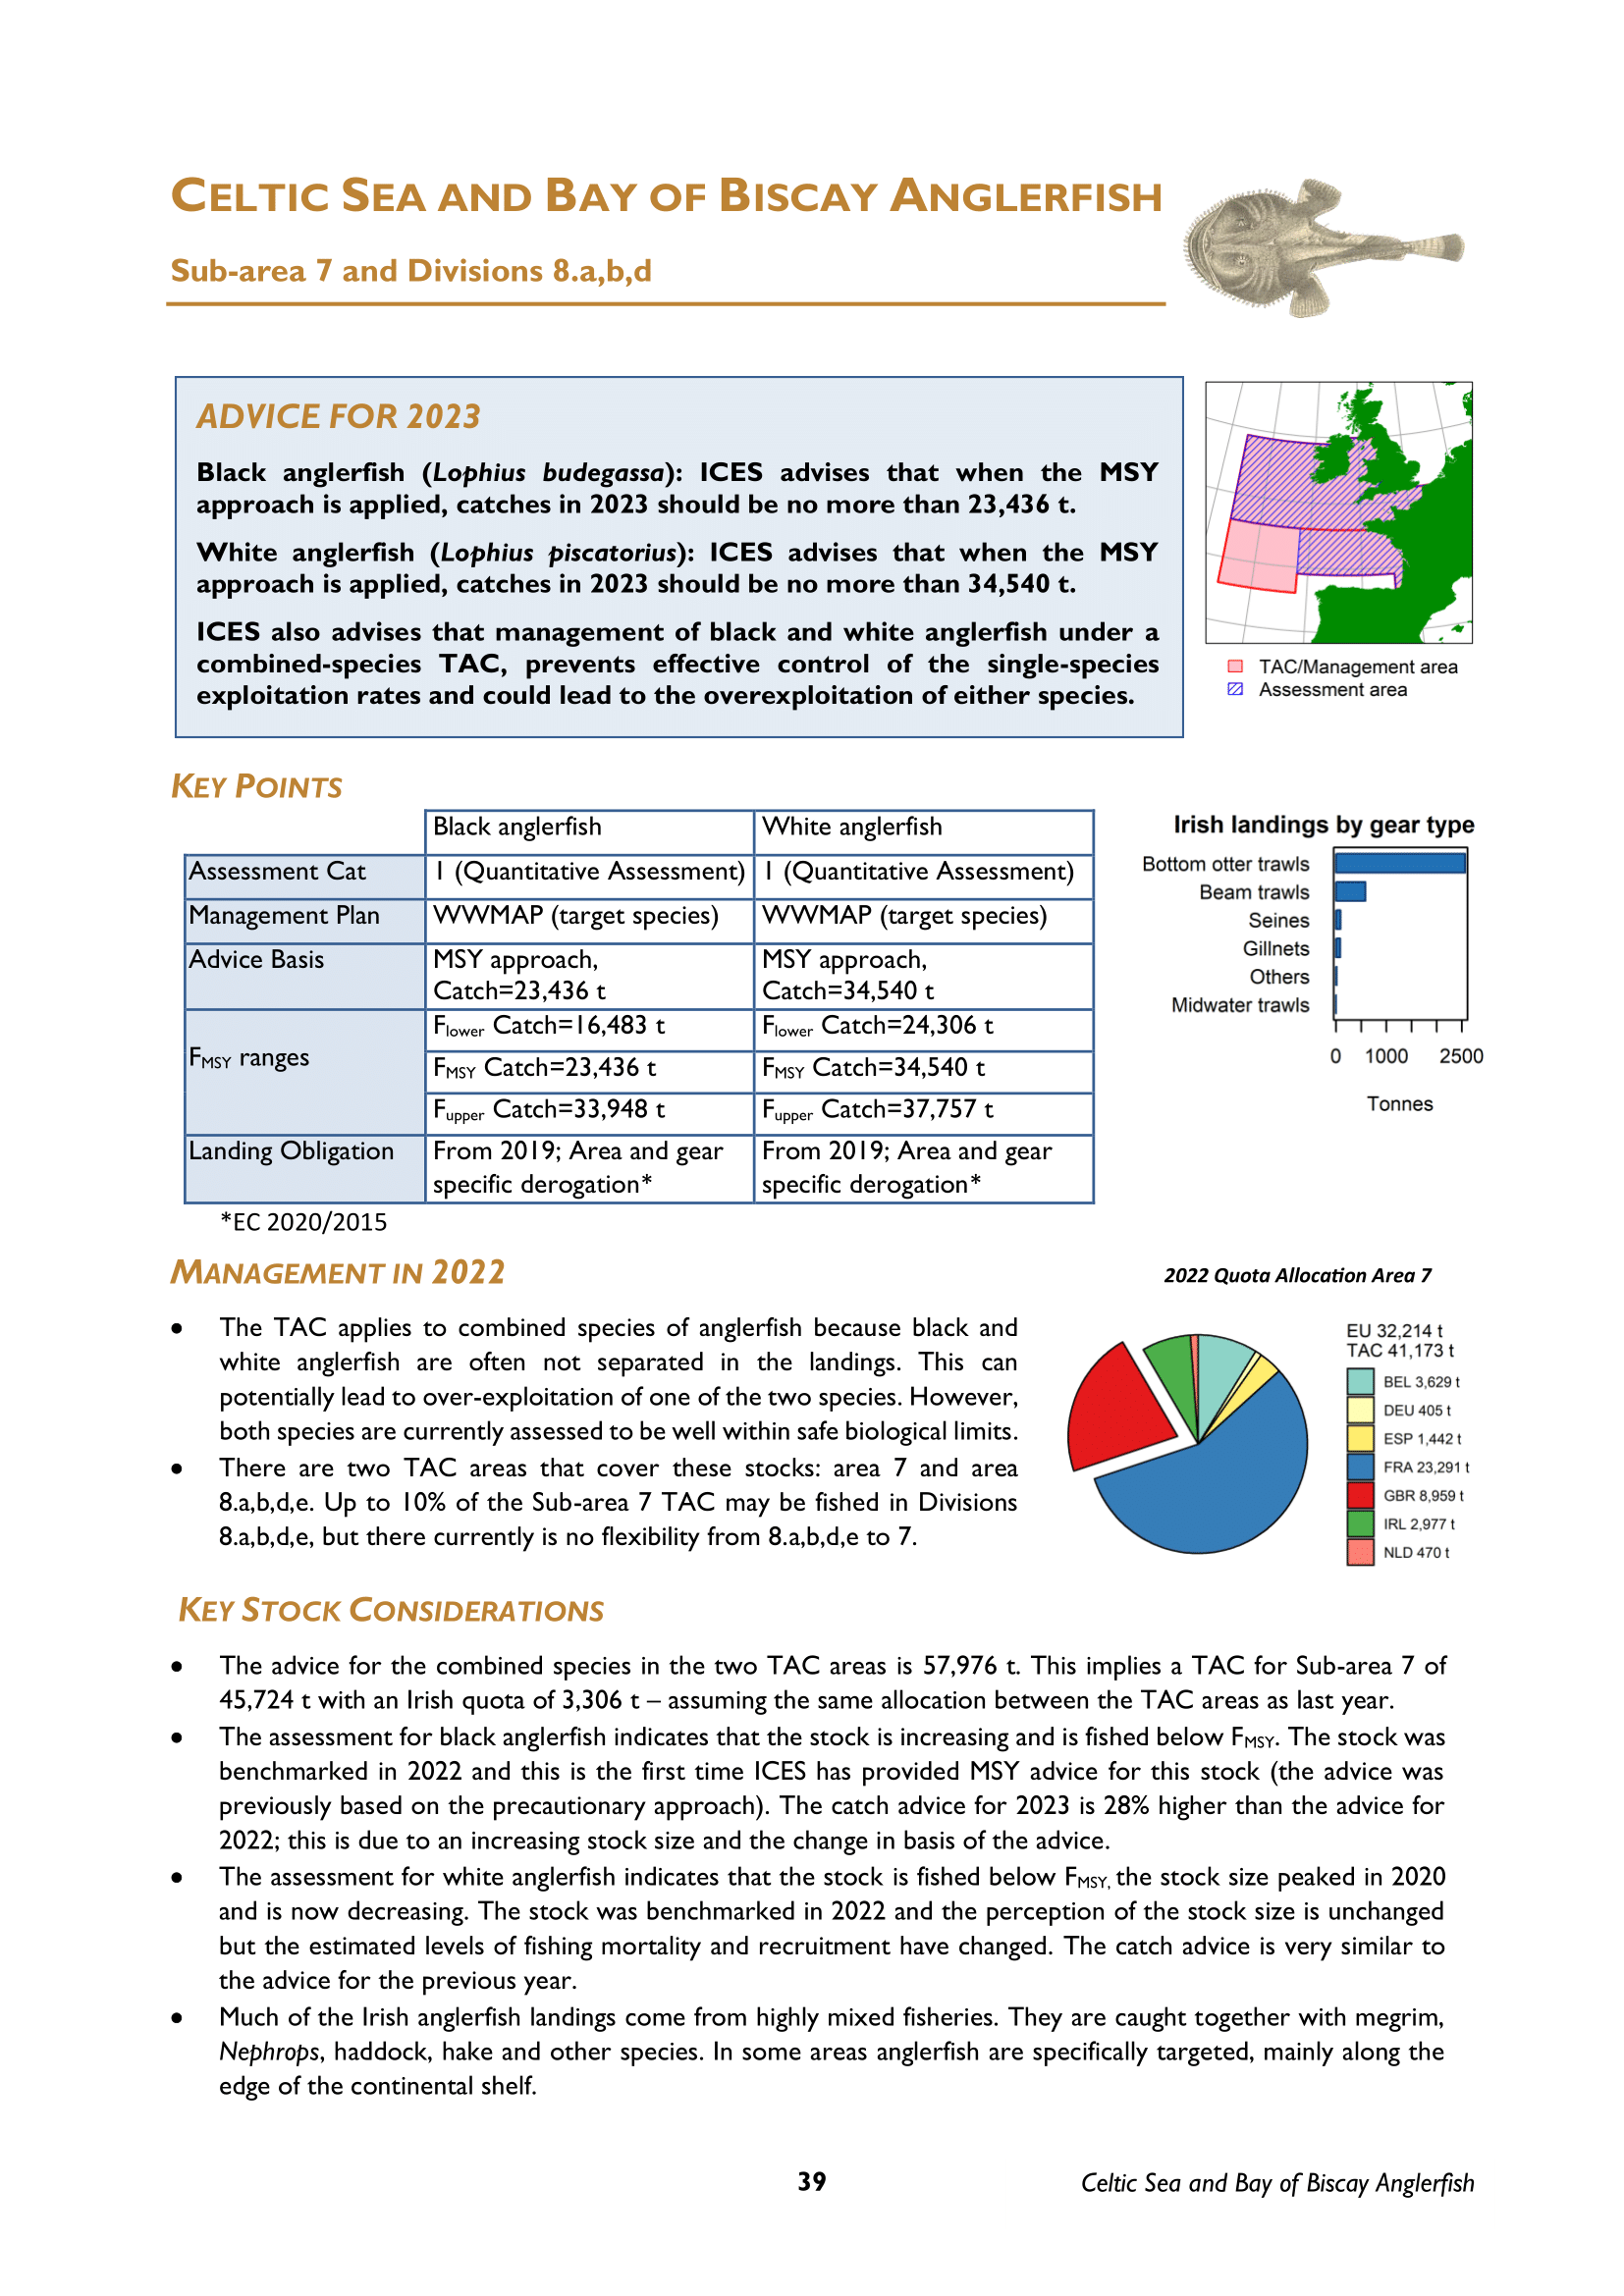 CELTIC SEA AND BAY OF BISCAY ANGLERFISH
Sub-area 7 and Divisions 8.a,b,d
ADVICE FOR 2023
Black anglerfish (Lophius budegassa): ICES advises that when the MSY
approach is applied, catches in 2023 should be no more than 23,436 t.
White anglerfish (Lophius piscatorius): ICES advises that when the MSY
approach is applied, catches in 2023 should be no more than 34,540 t.
ICES also advises that management of black and white anglerfish under a
combined-species TAC, prevents effective control of the single-species
exploitation rates and could lead to the overexploitation of either species.
TAC/Management area
Assessment area
KEY POINTS
Black anglerfish White anglerfish
Assessment Cat 1 (Quantitative Assessment) 1 (Quantitative Assessment)
Management Plan WWMAP (target species) WWMAP (target species)
Advice Basis MSY approach, MSY approach,
Catch=23,436 t Catch=34,540 t
FMSY ranges
Flower Catch=16,483 t Flower Catch=24,306 t
FMSY Catch=23,436 t FMSY Catch=34,540 t
Fupper Catch=33,948 t Fupper Catch=37,757 t
Landing Obligation From 2019; Area and gear From 2019; Area and gear
specific derogation* specific derogation*
*EC 2020/2015
Irish landings by gear type
Bottom otter trawls
Beam trawls
Seines
Gillnets
Others
Midwater trawls
0 1000 2500
Tonnes
MANAGEMENT IN 2022
• The TAC applies to combined species of anglerfish because black and
white anglerfish are often not separated in the landings. This can
potentially lead to over-exploitation of one of the two species. However,
both species are currently assessed to be well within safe biological limits.
• There are two TAC areas that cover these stocks: area 7 and area
8.a,b,d,e. Up to 10% of the Sub-area 7 TAC may be fished in Divisions
8.a,b,d,e, but there currently is no flexibility from 8.a,b,d,e to 7.
2022 Quota Allocation Area 7
EU 32,214 t
TAC 41,173 t
BEL 3,629 t
DEU 405 t
ESP 1,442 t
FRA 23,291 t
GBR 8,959 t
IRL 2,977 t
NLD 470 t
KEY STOCK CONSIDERATIONS
• The advice for the combined species in the two TAC areas is 57,976 t. This implies a TAC for Sub-area 7 of
45,724 t with an Irish quota of 3,306 t – assuming the same allocation between the TAC areas as last year.
• The assessment for black anglerfish indicates that the stock is increasing and is fished below FMSY. The stock was
benchmarked in 2022 and this is the first time ICES has provided MSY advice for this stock (the advice was
previously based on the precautionary approach). The catch advice for 2023 is 28% higher than the advice for
2022; this is due to an increasing stock size and the change in basis of the advice.
• The assessment for white anglerfish indicates that the stock is fished below FMSY, the stock size peaked in 2020
and is now decreasing. The stock was benchmarked in 2022 and the perception of the stock size is unchanged
but the estimated levels of fishing mortality and recruitment have changed. The catch advice is very similar to
the advice for the previous year.
• Much of the Irish anglerfish landings come from highly mixed fisheries. They are caught together with megrim,
Nephrops, haddock, hake and other species. In some areas anglerfish are specifically targeted, mainly along the
edge of the continental shelf.
39 Celtic Sea and Bay of Biscay Anglerfish